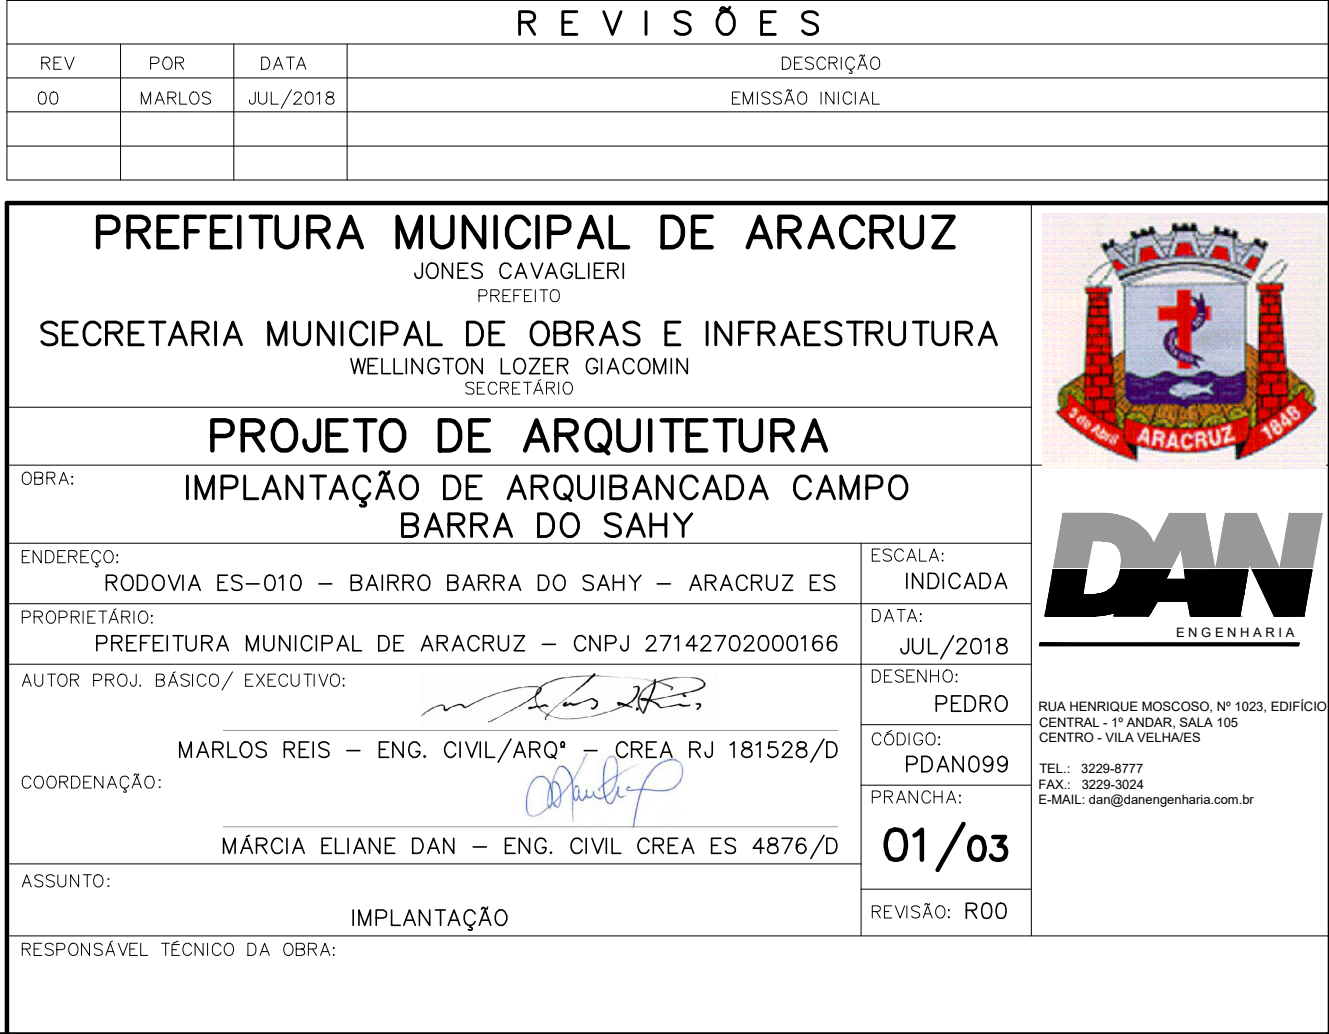 REVISÕES
REV POR DATA DESCRIÇÃO
00 MARLOS JUL/2018 EMISSÃO INICIAL
PREFEITURA MUNICIPAL DE ARACRUZ
JONES CAVAGLIERI
PREFEITO
SECRETARIA MUNICIPAL DE OBRAS E INFRAESTRUTURA
WELLINGTON LOZER GIACOMIN
SECRETÁRIO
PROJETO DE ARQUITETURA
OBRA: IMPLANTAÇÃO DE ARQUIBANCADA CAMPO
BARRA DO SAHY
ENDEREÇO:
RODOVIA ES-010 - BAIRRO BARRA DO SAHY - ARACRUZ ES
ESCALA:
INDICADA
PROPRIETÁRIO:
PREFEITURA MUNICIPAL DE ARACRUZ - CNPJ 27142702000166
DATA:
JUL/2018
AUTOR PROJ. BÁSICO/ EXECUTIVO:
MARLOS REIS - ENG. CIVIL/ARQº - CREA RJ 181528/D
DESENHO:
PEDRO
CÓDIGO:
PDAN099
COORDENAÇÃO:
MÁRCIA ELIANE DAN - ENG. CIVIL CREA ES 4876/D
PRANCHA:
01/03
ASSUNTO:
IMPLANTAÇÃO
REVISÃO: R00
RESPONSÁVEL TÉCNICO DA OBRA:
3 de Abril ARACRUZ 1848
DAN
ENGENHARIA
RUA HENRIQUE MOSCOSO, Nº 1023, EDIFÍCIO
CENTRAL - 1º ANDAR, SALA 105
CENTRO - VILA VELHA/ES
TEL.: 3229-8777
FAX.: 3229-3024
E-MAIL: dan@danengenharia.com.br